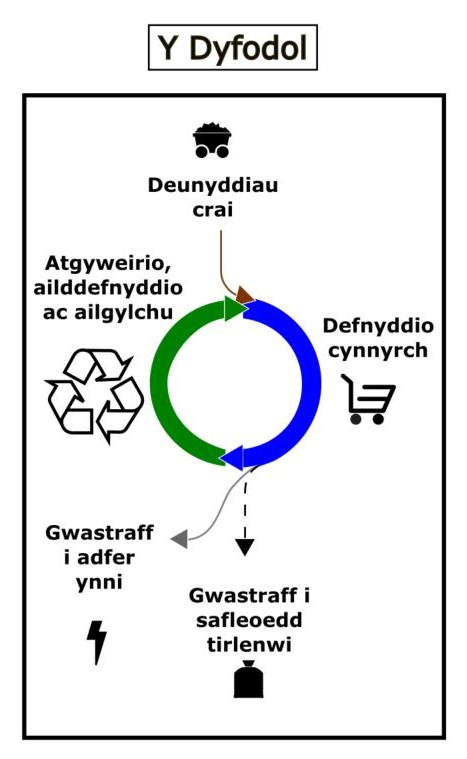 Y Dyfodol
Deunyddiau
crai
Atgyweirio,
ailddefnyddio
ac ailgylchu
Defnyddio
cynnyrch
Gwastraff
i adfer
ynni
Gwastraff i
safleoedd
tirlenwi